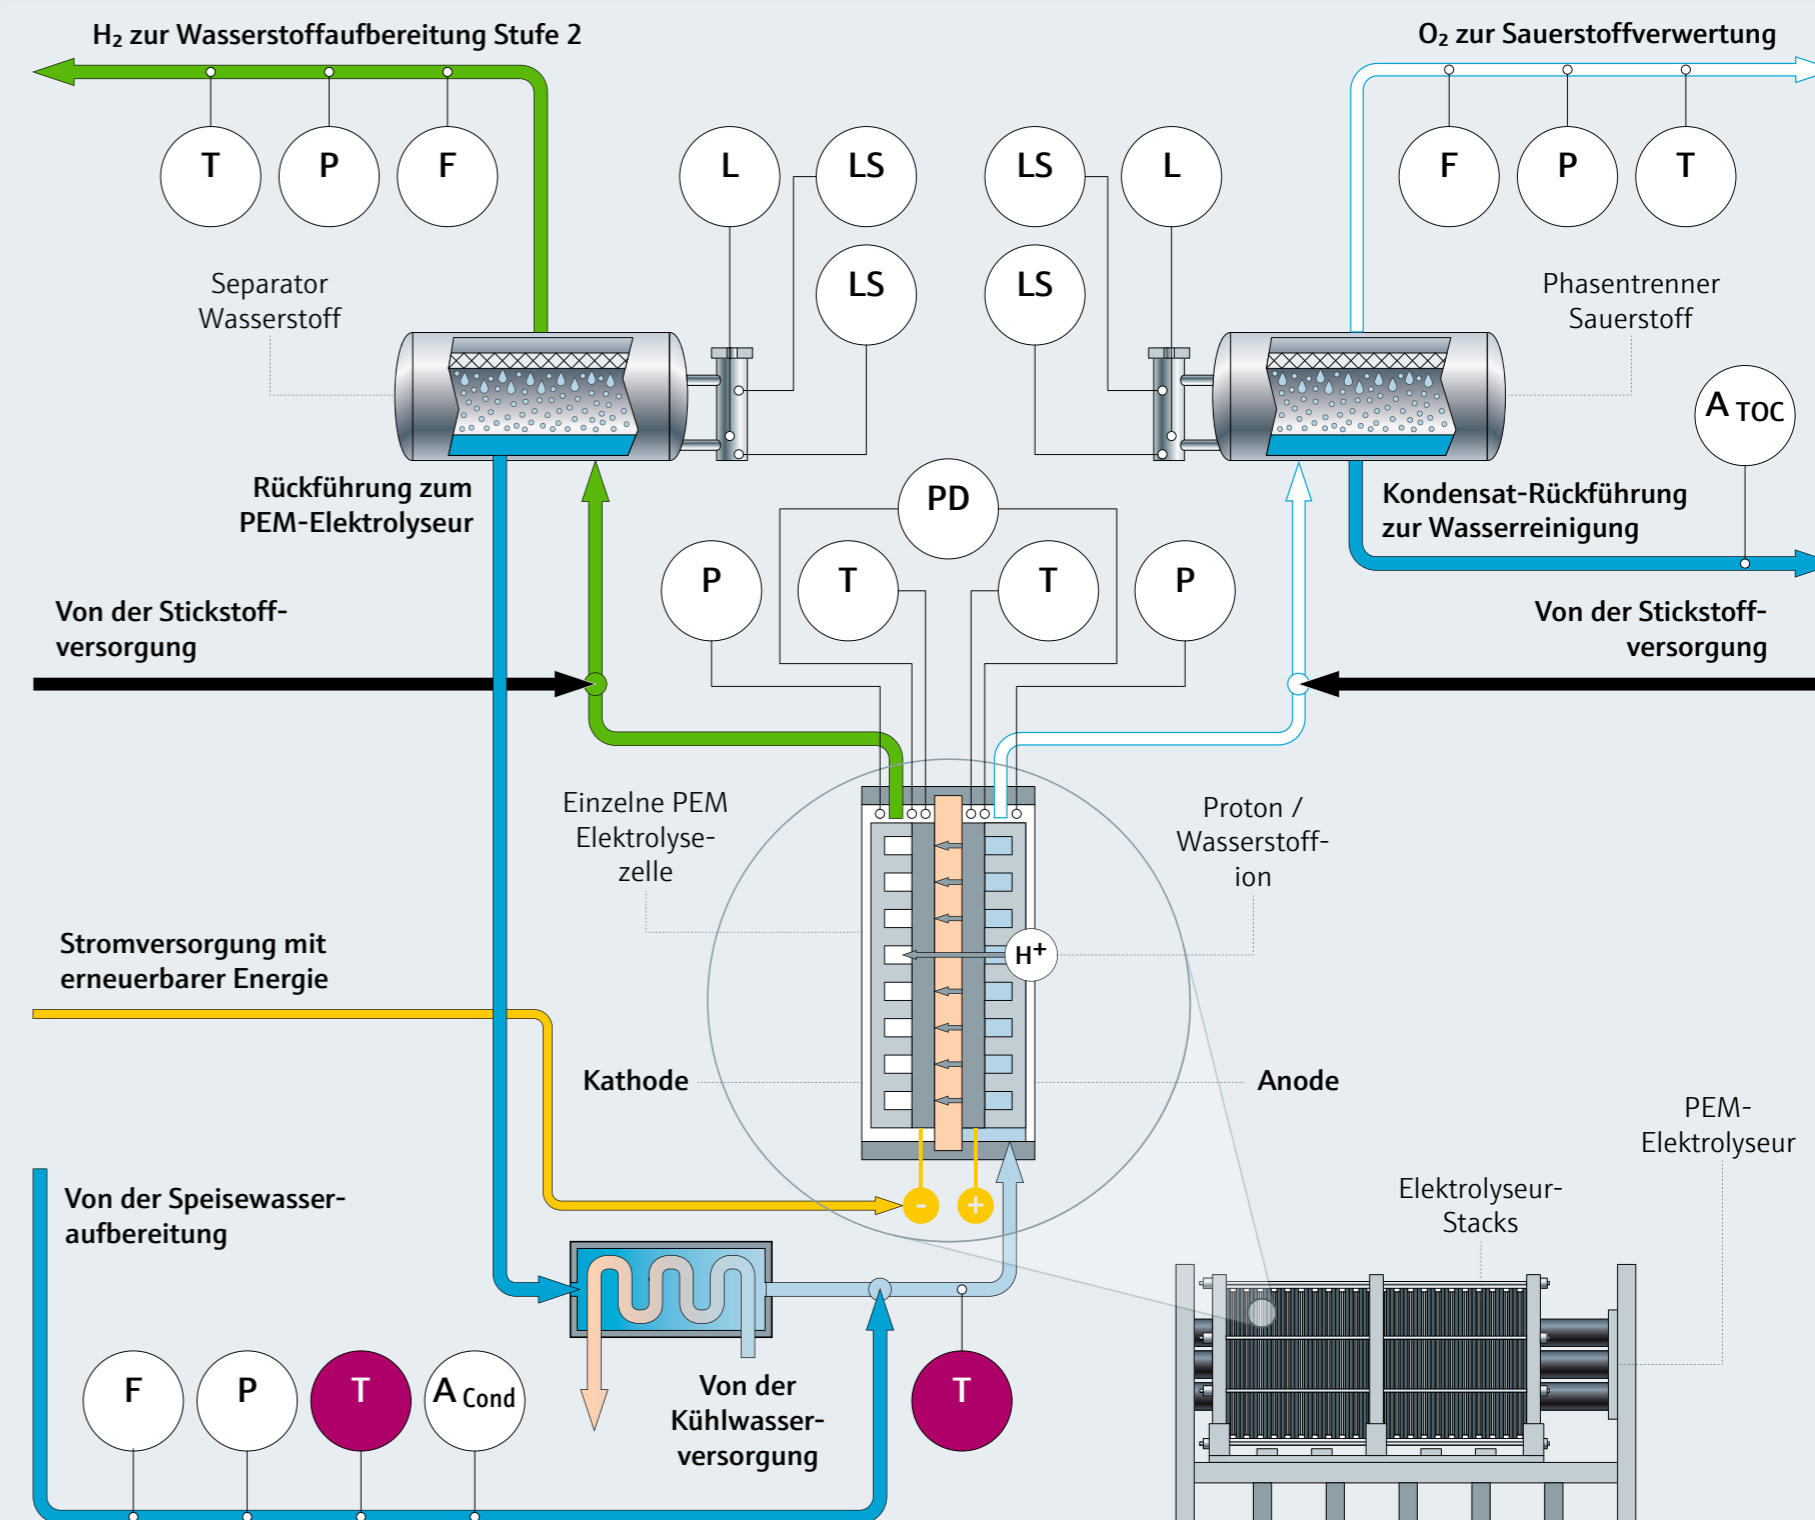 H₂ zur Wasserstoffaufbereitung Stufe 2
O₂ zur Sauerstoffverwertung
T
P
F
L
LS
LS
L
F
P
T
LS
LS
Separator
Wasserstoff
Phasentrenner
Sauerstoff
A TOC
Rückführung zum
PEM-Elektrolyseur
PD
Kondensat-Rückführung
zur Wasserreinigung
P
T
T
P
Von der Stickstoff-
versorgung
Von der Stickstoff-
versorgung
Einzelne PEM
Elektrolyse-
zelle
Proton /
Wasserstoff-
ion
H⁺
Stromversorgung mit
erneuerbarer Energie
Kathode
Anode
PEM-
Elektrolyseur
Elektrolyseur-
Stacks
Von der Speisewasser-
aufbereitung
-
+
F
P
T
A Cond
Von der
Kühlwasser-
versorgung
T